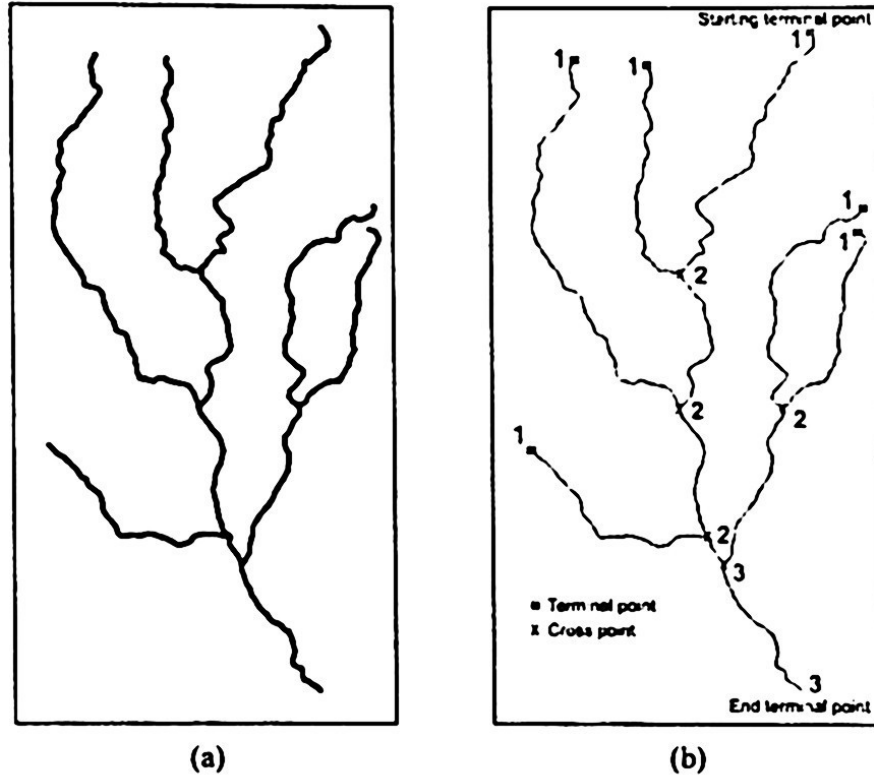 Starting terminal point
1
1
1
1
1
2
2
2
1
2
3
Terminal point
x Cross point
3
End terminal point
(a)
(b)